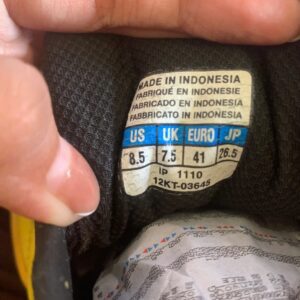 MADE IN INDONESIA
FABRIQUÉ EN INDONESIE
FABRICADO EN INDONESIA
FABBRICATO IN INDONESIA
US UK EURO JP
8.5 7.5 41 26.5
IP 1110
12KT-03645